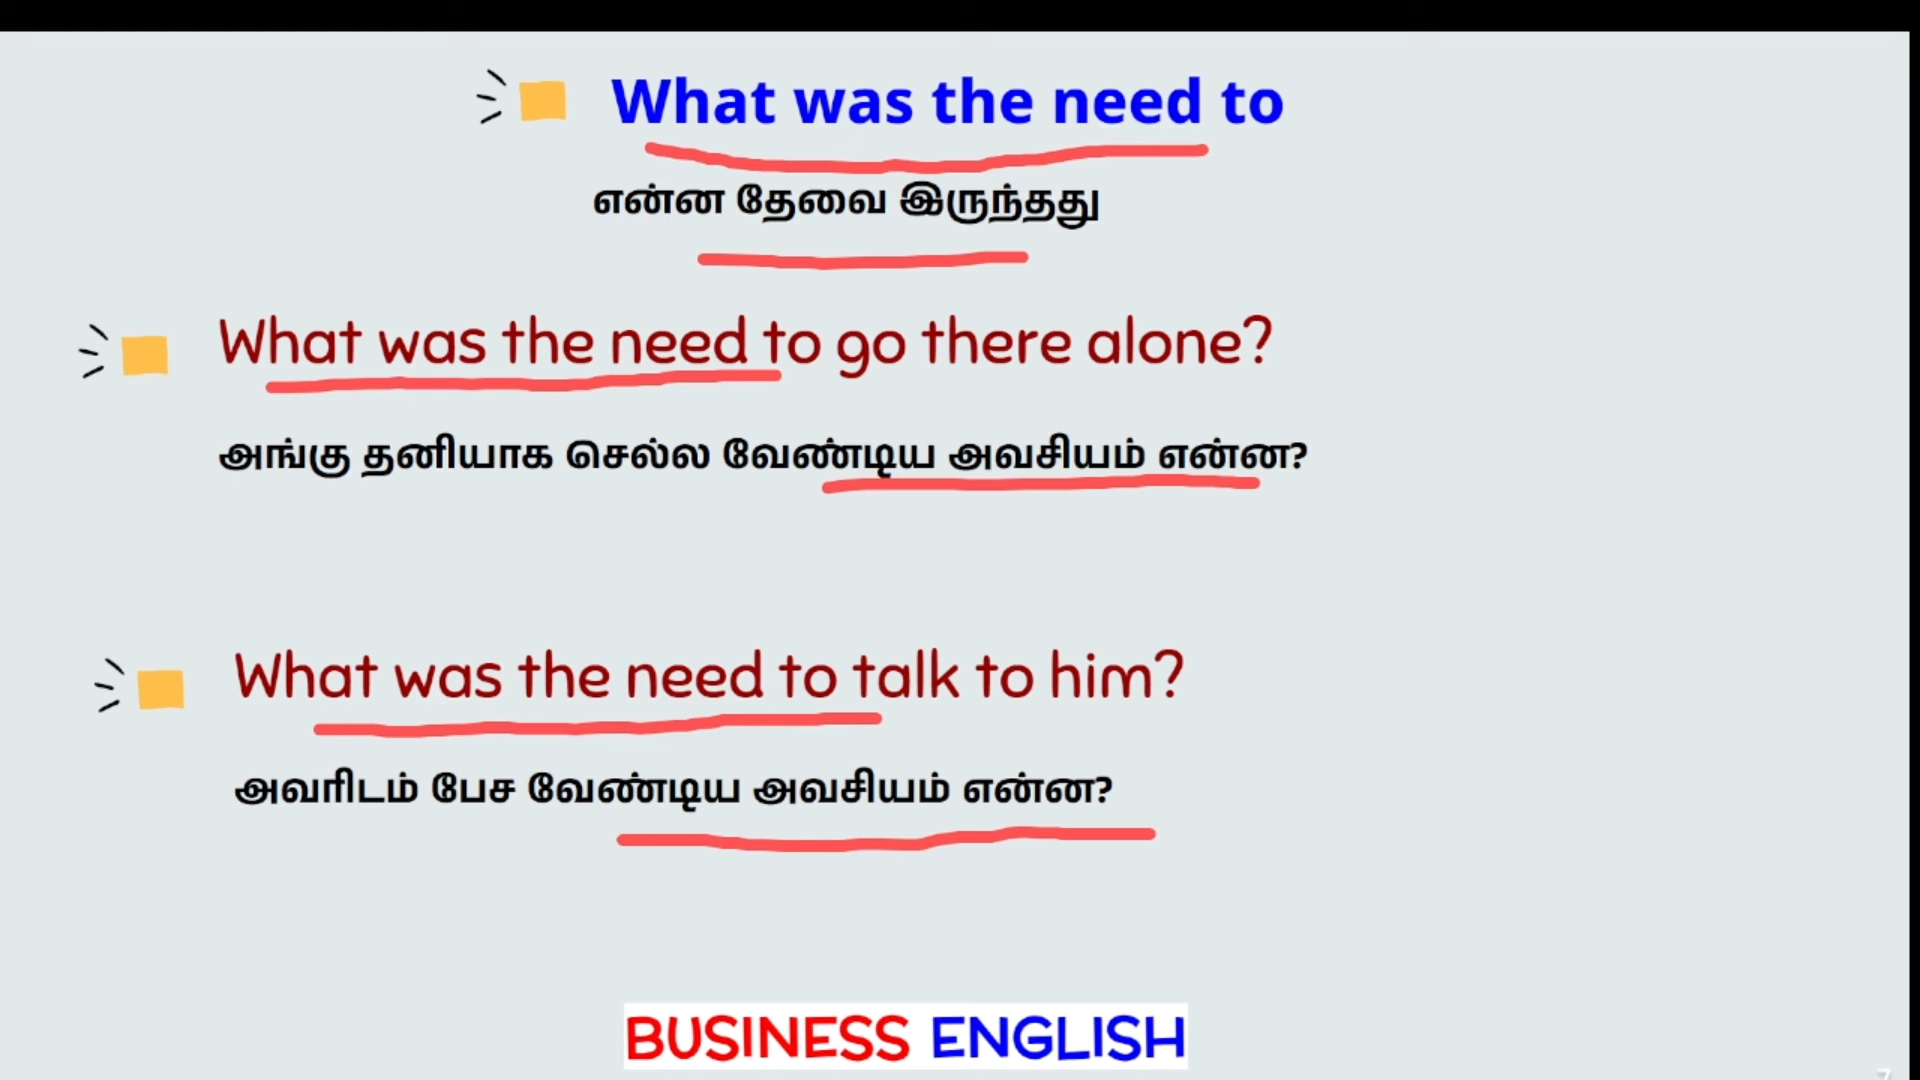 What was the need to
என்ன தேவை இருந்தது
What was the need to go there alone?
அங்கு தனியாக செல்ல வேண்டிய அவசியம் என்ன?
What was the need to talk to him?
அவரிடம் பேச வேண்டிய அவசியம் என்ன?
BUSINESS ENGLISH